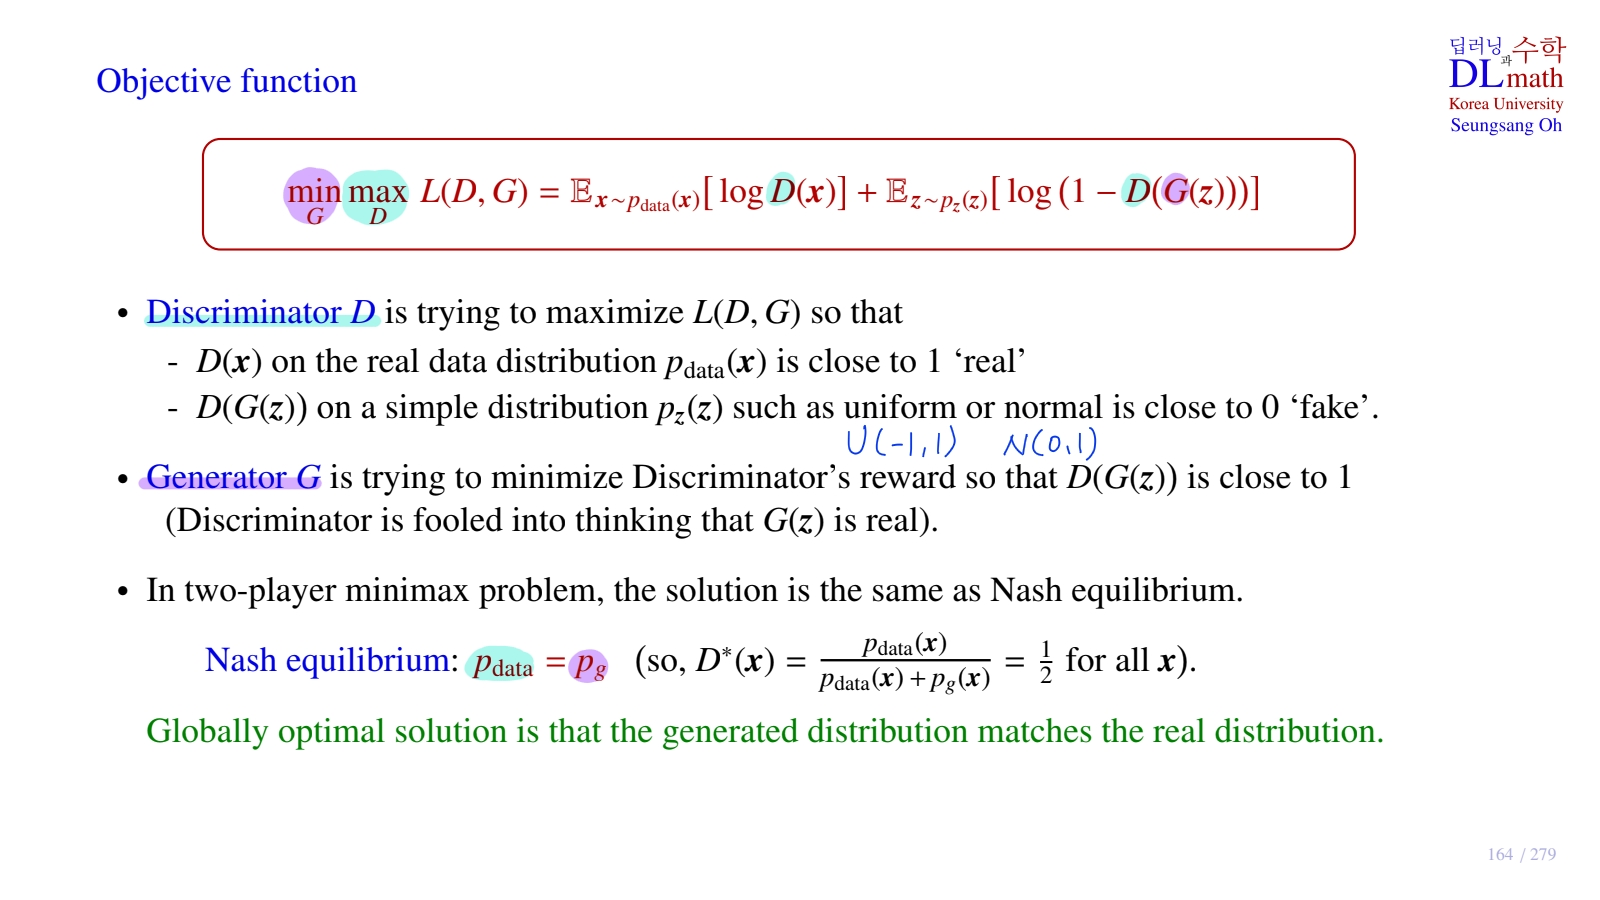 Objective function
딥러닝과 수학
DL math
Korea University
Seungsang Oh
min_G max_D L(D, G) = 𝔼_{x∼p_data(x)}[ log D(x)] + 𝔼_{z∼p_z(z)}[ log (1 − D(G(z)))]
• Discriminator D is trying to maximize L(D, G) so that
- D(x) on the real data distribution p_data(x) is close to 1 ‘real’
- D(G(z)) on a simple distribution p_z(z) such as uniform or normal is close to 0 ‘fake’.
U(-1,1) N(0,1)
• Generator G is trying to minimize Discriminator’s reward so that D(G(z)) is close to 1
(Discriminator is fooled into thinking that G(z) is real).
• In two-player minimax problem, the solution is the same as Nash equilibrium.
Nash equilibrium: p_data = p_g (so, D*(x) = p_data(x) / (p_data(x) + p_g(x)) = 1/2 for all x).
Globally optimal solution is that the generated distribution matches the real distribution.
164 / 279